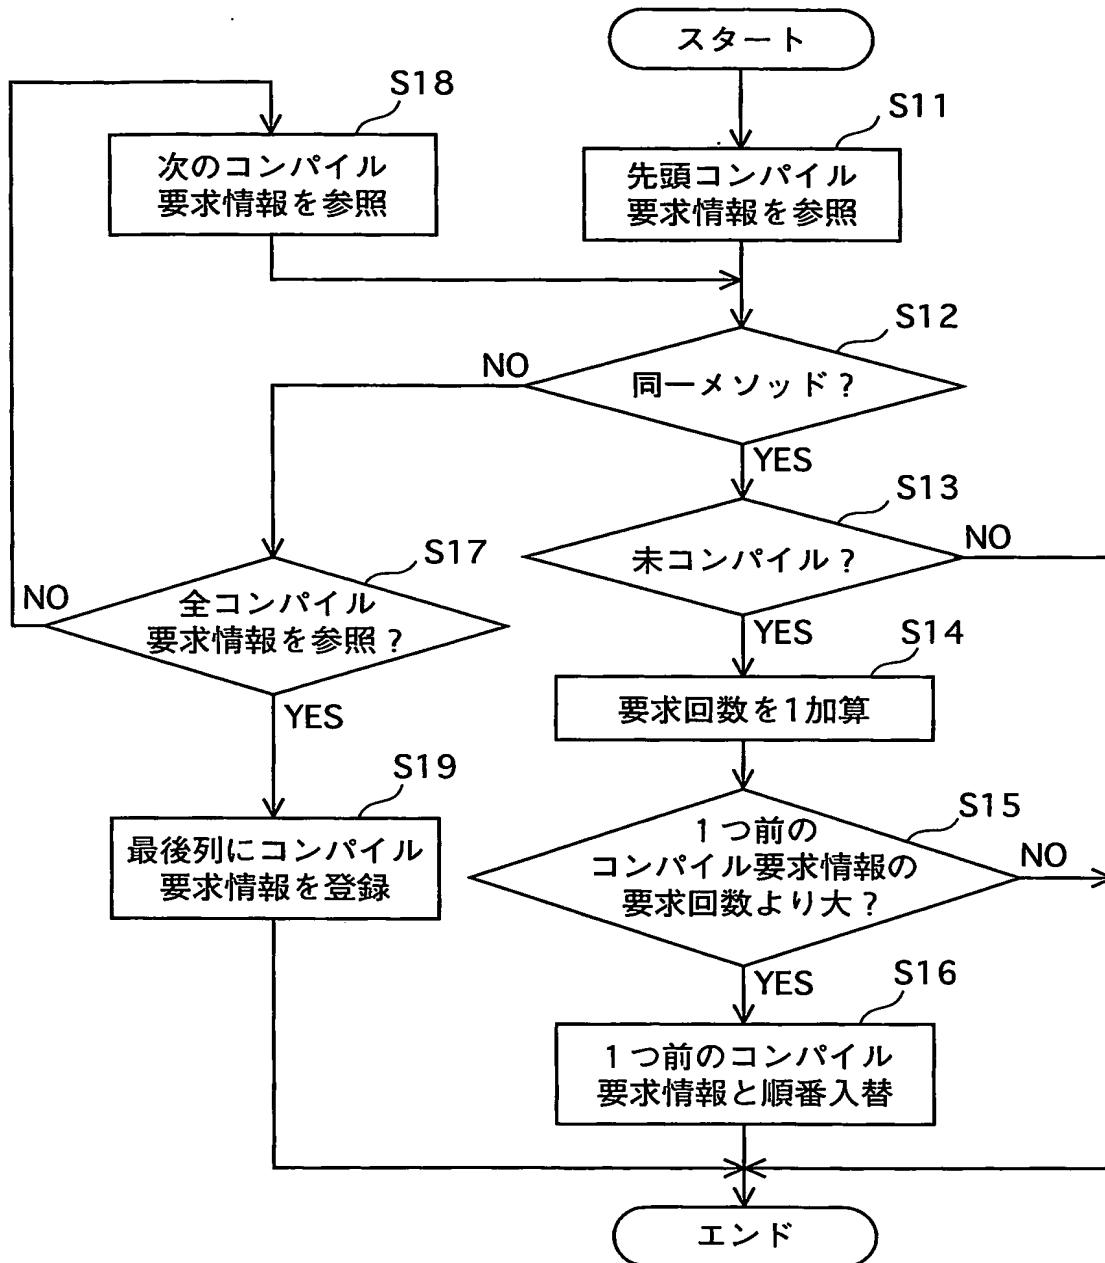 スタート
S11
先頭コンパイル
要求情報を参照
S18
次のコンパイル
要求情報を参照
S12
同一メソッド？
NO
YES
S13
未コンパイル？
NO
YES
S17
全コンパイル
要求情報を参照？
NO
YES
S14
要求回数を1加算
S15
1つ前の
コンパイル要求情報の
要求回数より大？
NO
YES
S19
最後列にコンパイル
要求情報を登録
S16
1つ前のコンパイル
要求情報と順番入替
エンド